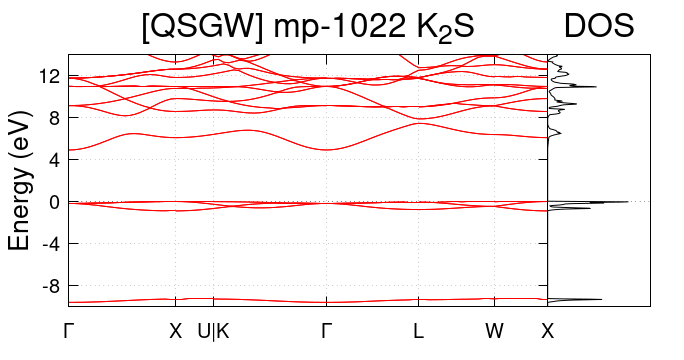 [QSGW] mp-1022 K₂S
DOS
Energy (eV)
12
8
4
0
-4
-8
Γ X U|K Γ L W X